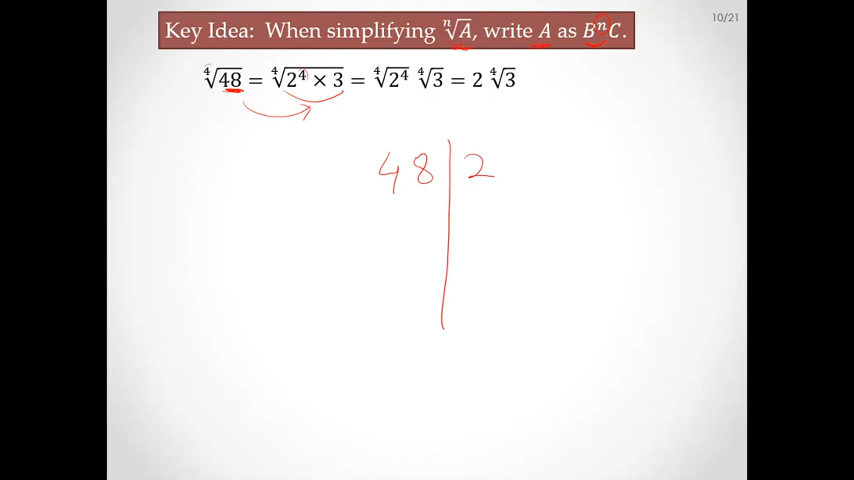 10/21
Key Idea: When simplifying ⁿ√A, write A as BⁿC.
⁴√48 = ⁴√(2⁴ × 3) = ⁴√2⁴ ⁴√3 = 2 ⁴√3
48 | 2